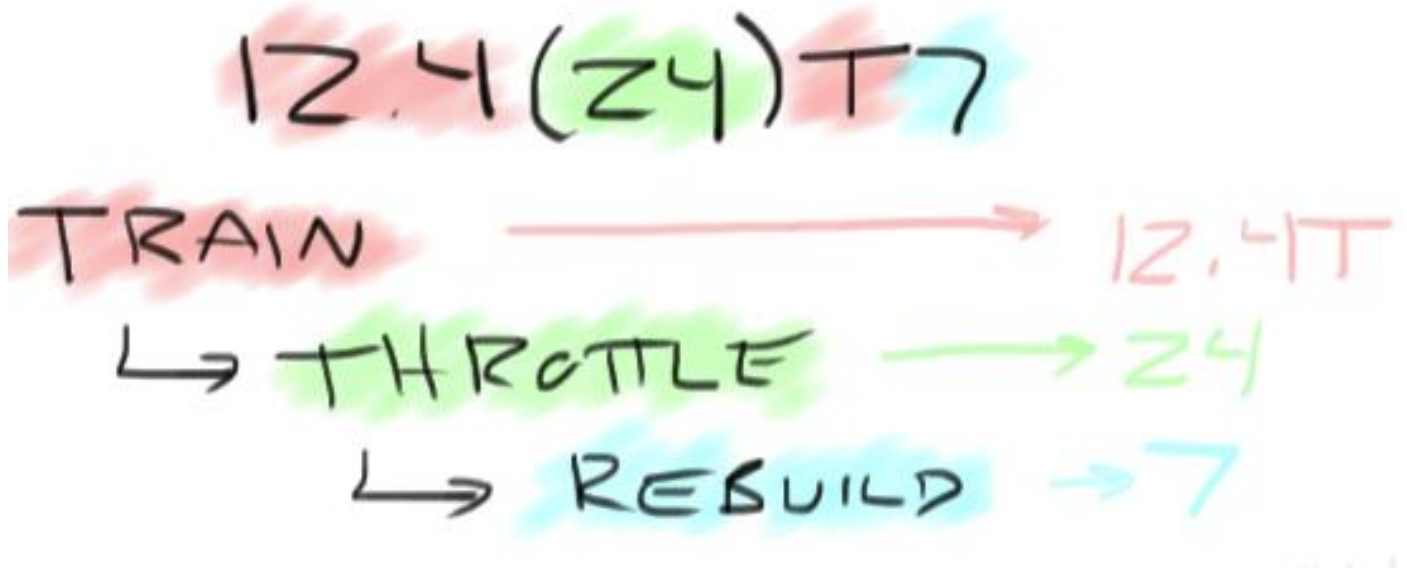 12.4(24)T7
TRAIN → 12.4T
↳ THROTTLE → 24
↳ REBUILD → 7